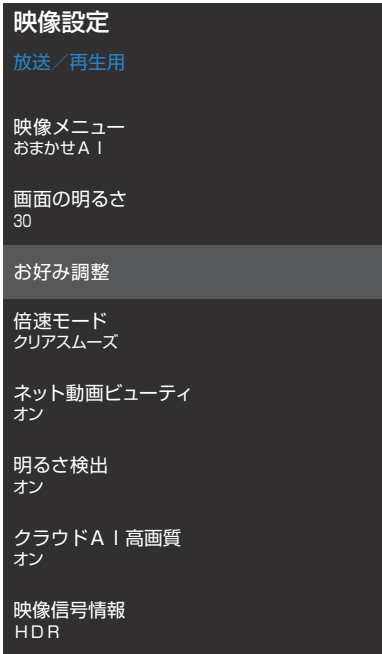 映像設定
放送／再生用
映像メニュー
おまかせＡＩ
画面の明るさ
30
お好み調整
倍速モード
クリアスムーズ
ネット動画ビューティ
オン
明るさ検出
オン
クラウドＡＩ高画質
オン
映像信号情報
ＨＤＲ